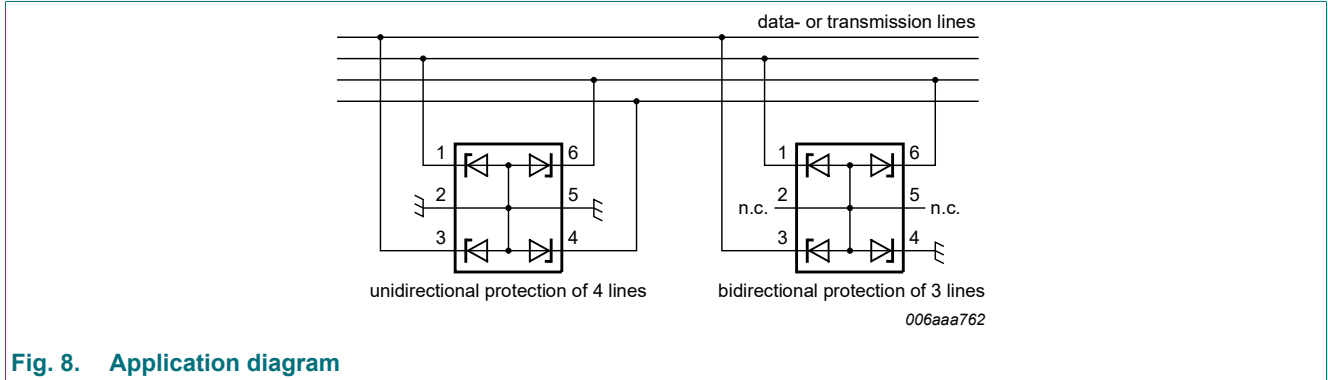 data- or transmission lines
1 6 1 6
2 5 n.c. 2 5 n.c.
3 4 3 4
unidirectional protection of 4 lines
bidirectional protection of 3 lines
006aaa762
Fig. 8. Application diagram